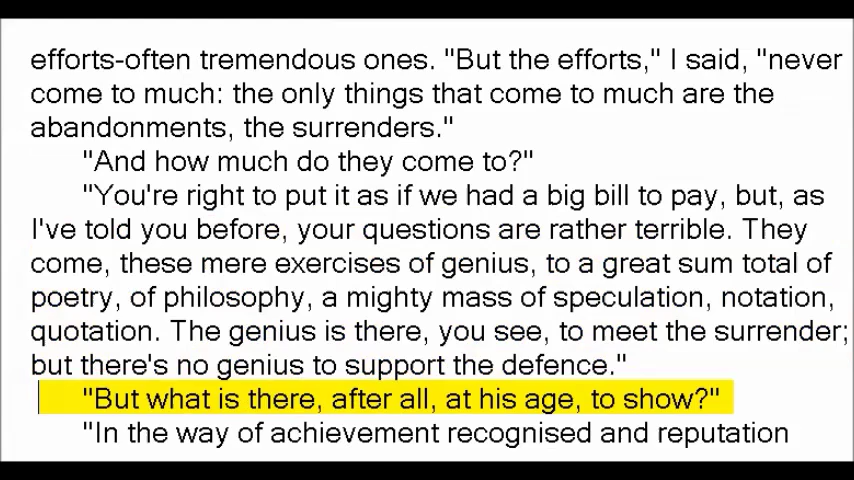 efforts-often tremendous ones. "But the efforts," I said, "never
come to much: the only things that come to much are the
abandonments, the surrenders."
"And how much do they come to?"
"You're right to put it as if we had a big bill to pay, but, as
I've told you before, your questions are rather terrible. They
come, these mere exercises of genius, to a great sum total of
poetry, of philosophy, a mighty mass of speculation, notation,
quotation. The genius is there, you see, to meet the surrender;
but there's no genius to support the defence."
"But what is there, after all, at his age, to show?"
"In the way of achievement recognised and reputation